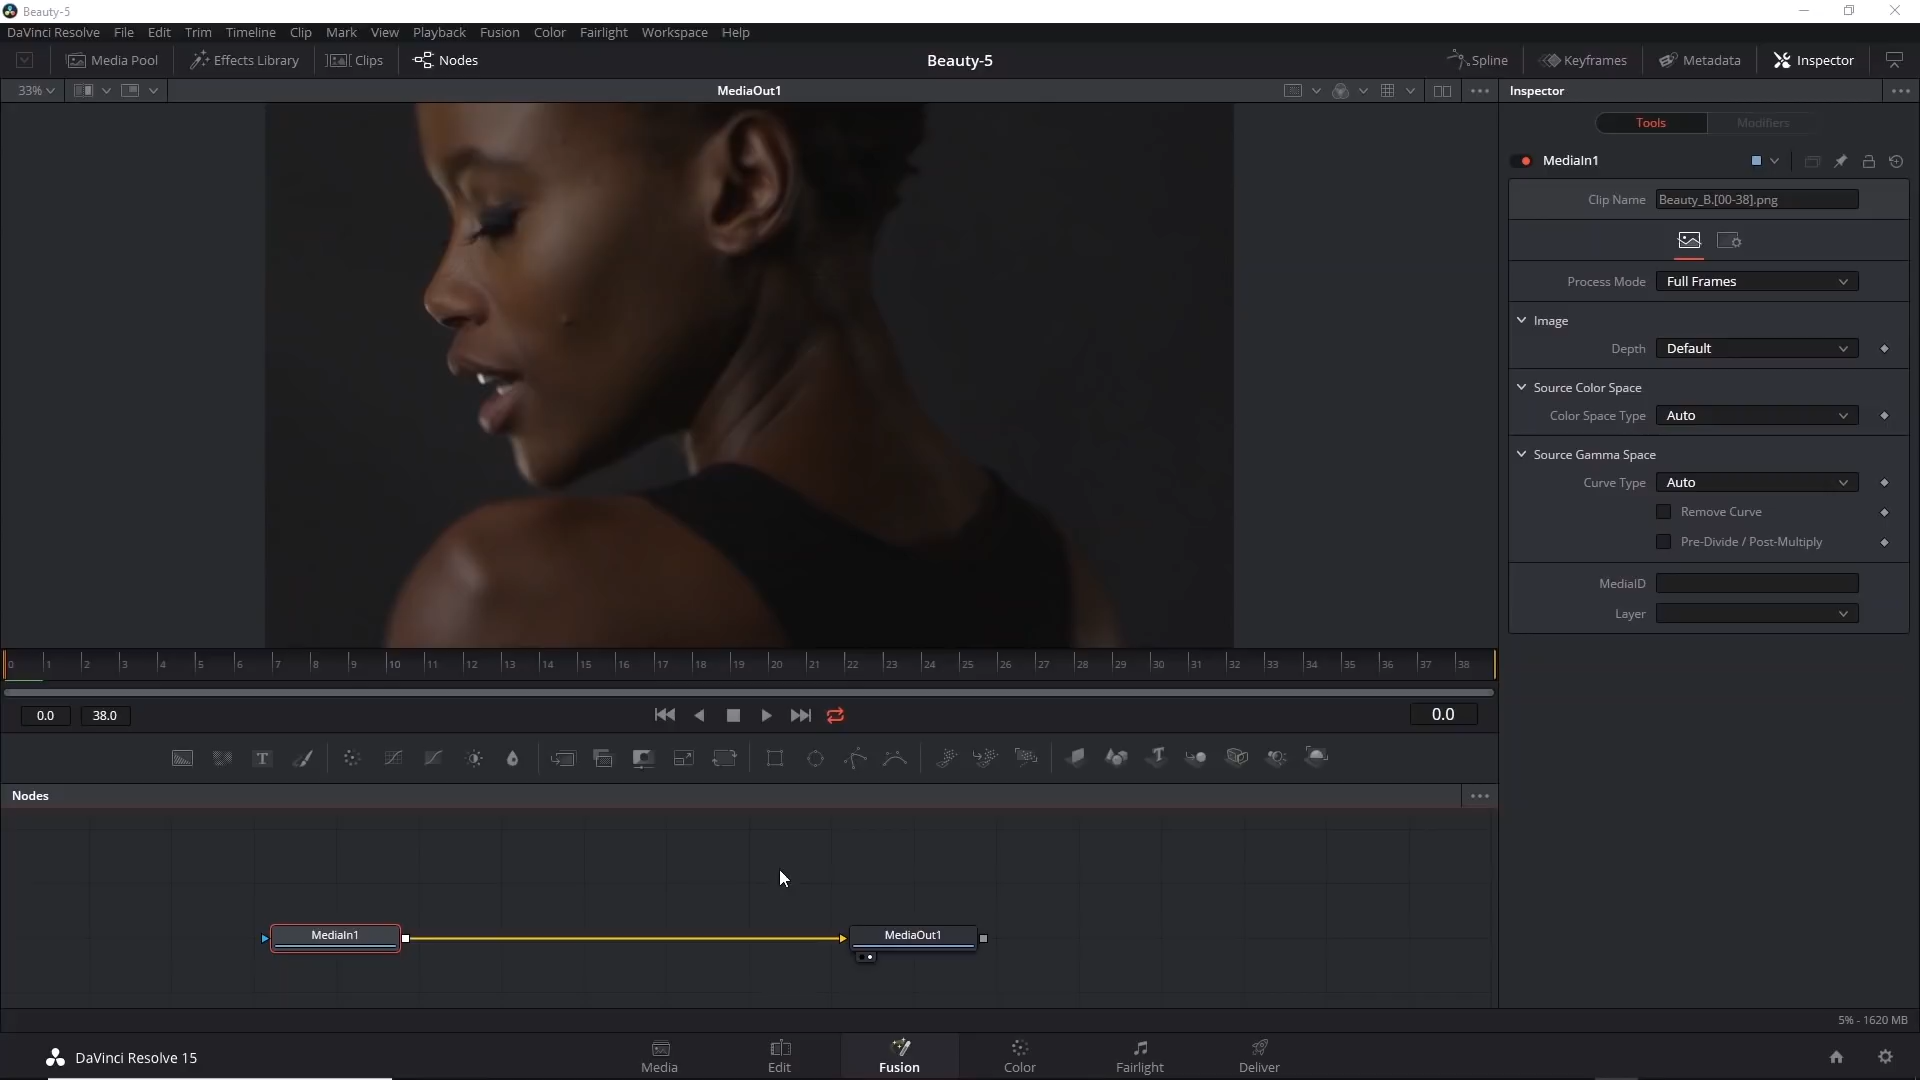 Beauty-5
DaVinci Resolve File Edit Trim Timeline Clip Mark View Playback Fusion Color Fairlight Workspace Help
Media Pool Effects Library Clips Nodes Beauty-5 Spline Keyframes Metadata Inspector
33% MediaOut1 Inspector
Tools Modifiers
MediaIn1
Clip Name Beauty_B.[00-38].png
Process Mode Full Frames
Image
Depth Default
Source Color Space
Color Space Type Auto
Source Gamma Space
Curve Type Auto
Remove Curve
Pre-Divide / Post-Multiply
MediaID
Layer
0 1 2 3 4 5 6 7 8 9 10 11 12 13 14 15 16 17 18 19 20 21 22 23 24 25 26 27 28 29 30 31 32 33 34 35 36 37 38
0.0 38.0 0.0
T T
Nodes
MediaIn1 MediaOut1
5% - 1620 MB
DaVinci Resolve 15 Media Edit Fusion Color Fairlight Deliver